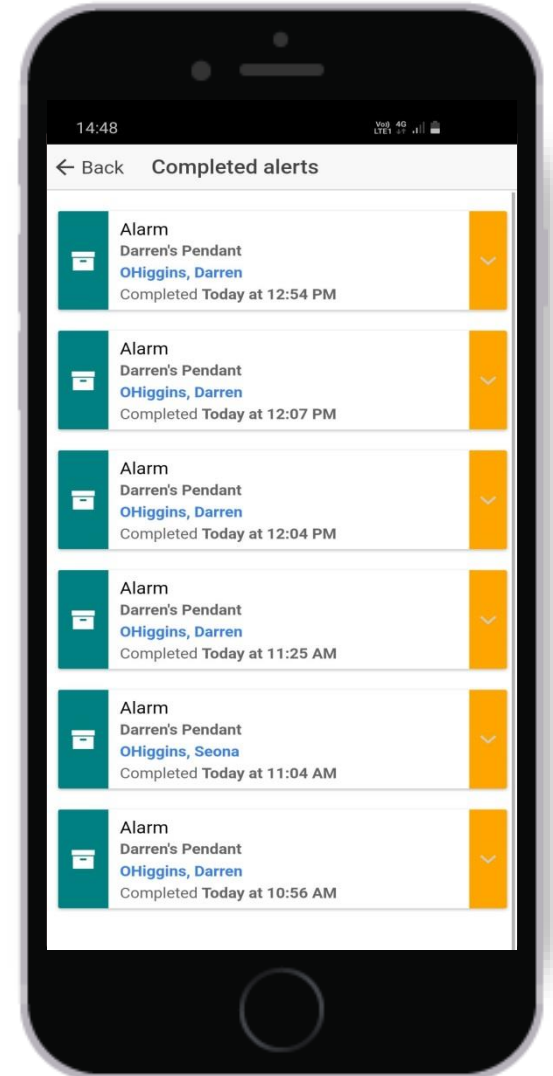 14:48 Vo)) 4G LTE1
← Back Completed alerts
Alarm
Darren's Pendant
OHiggins, Darren
Completed Today at 12:54 PM
Alarm
Darren's Pendant
OHiggins, Darren
Completed Today at 12:07 PM
Alarm
Darren's Pendant
OHiggins, Darren
Completed Today at 12:04 PM
Alarm
Darren's Pendant
OHiggins, Darren
Completed Today at 11:25 AM
Alarm
Darren's Pendant
OHiggins, Seona
Completed Today at 11:04 AM
Alarm
Darren's Pendant
OHiggins, Darren
Completed Today at 10:56 AM